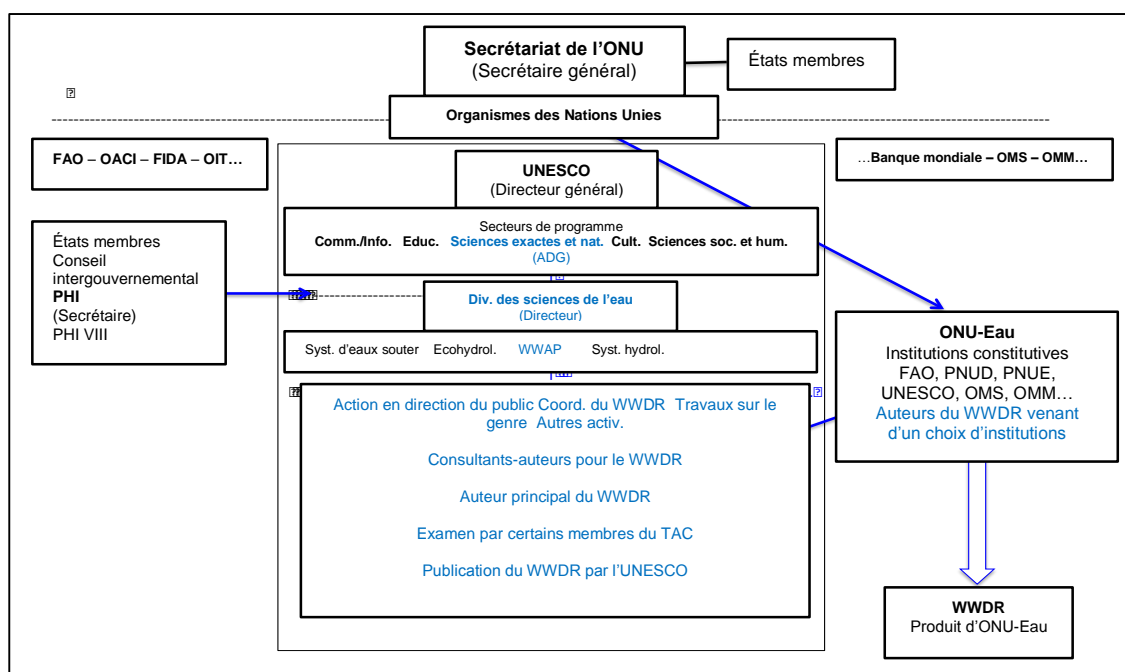 Secrétariat de l'ONU
(Secrétaire général)
États membres
Organismes des Nations Unies
FAO – OACI – FIDA – OIT…
…Banque mondiale – OMS – OMM…
UNESCO
(Directeur général)
Secteurs de programme
Comm./Info. Educ. Sciences exactes et nat. Cult. Sciences soc. et hum.
(ADG)
États membres
Conseil
intergouvernemental
PHI
(Secrétaire)
PHI VIII
Div. des sciences de l'eau
(Directeur)
Syst. d'eaux souter Ecohydrol. WWAP Syst. hydrol.
Action en direction du public Coord. du WWDR Travaux sur le
genre Autres activ.
Consultants-auteurs pour le WWDR
Auteur principal du WWDR
Examen par certains membres du TAC
Publication du WWDR par l'UNESCO
ONU-Eau
Institutions constitutives
FAO, PNUD, PNUE,
UNESCO, OMS, OMM…
Auteurs du WWDR venant
d'un choix d'institutions
WWDR
Produit d'ONU-Eau